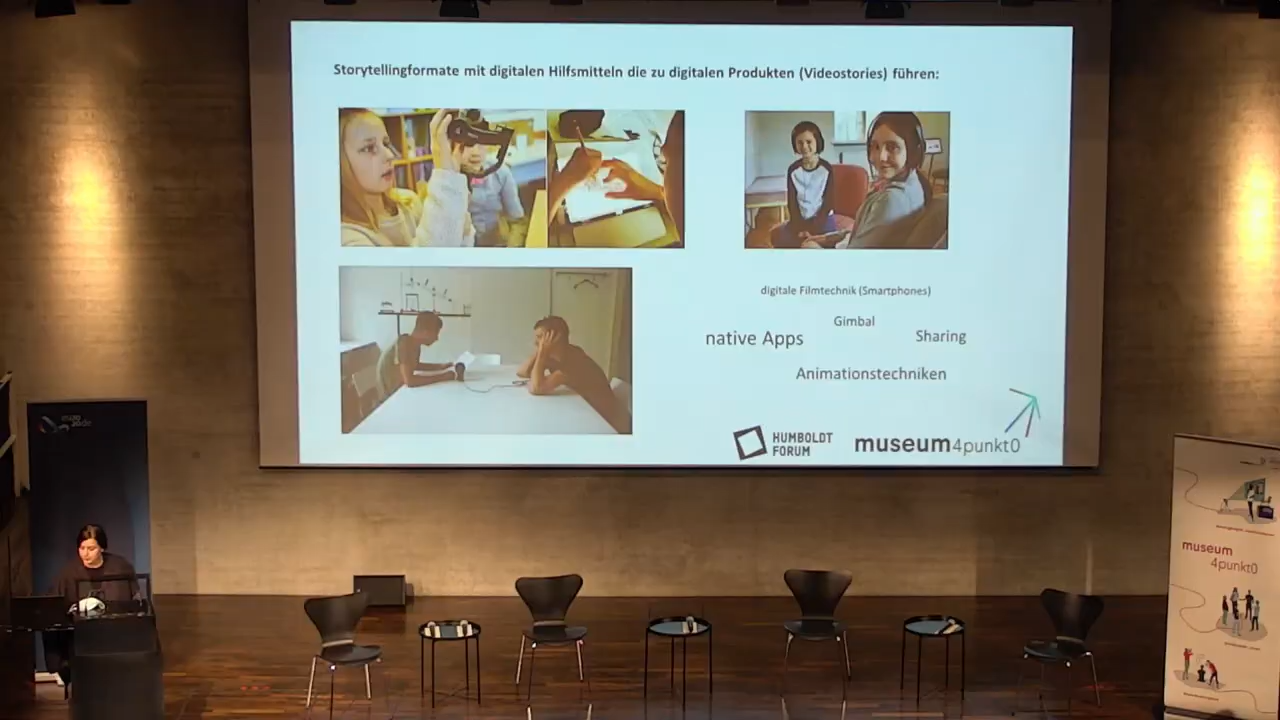 Storytellingformate mit digitalen Hilfsmitteln die zu digitalen Produkten (Videostories) führen:
digitale Filmtechnik (Smartphones)
Gimbal
native Apps
Sharing
Animationstechniken
HUMBOLDT
FORUM
museum4punkt0
museum
4punkt0